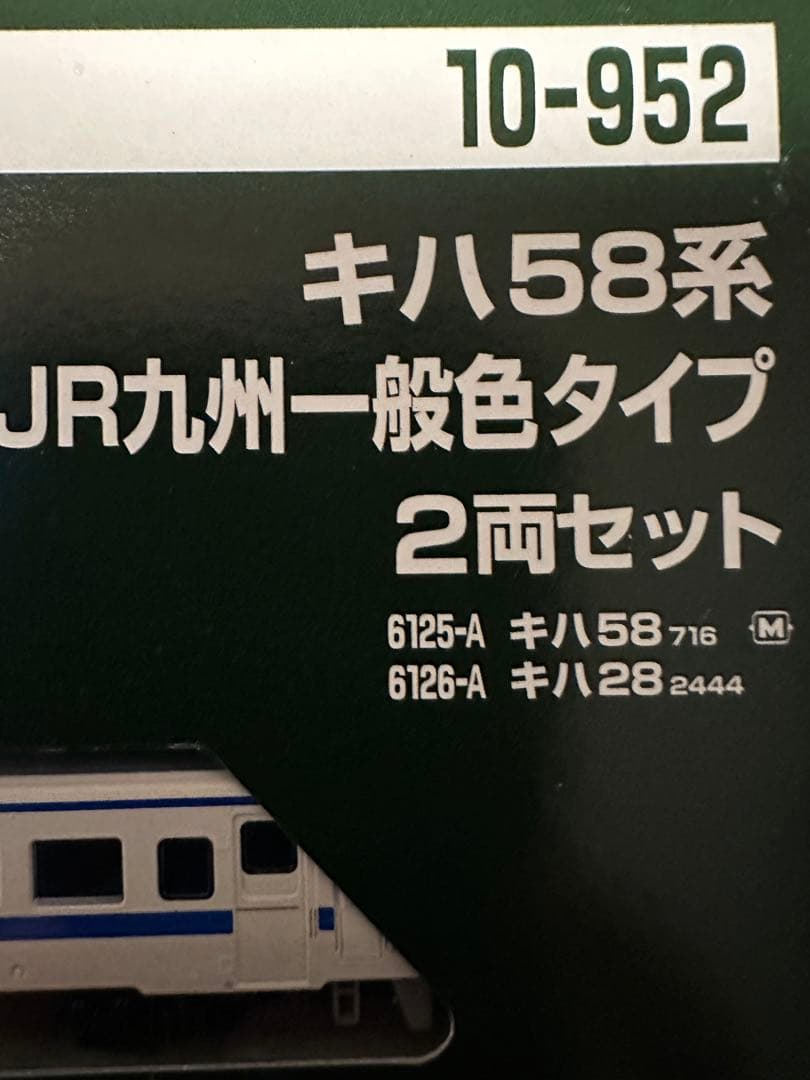 10-952
キハ58系
JR九州一般色タイプ
2両セット
6125-A キハ58 716 M
6126-A キハ28 2444